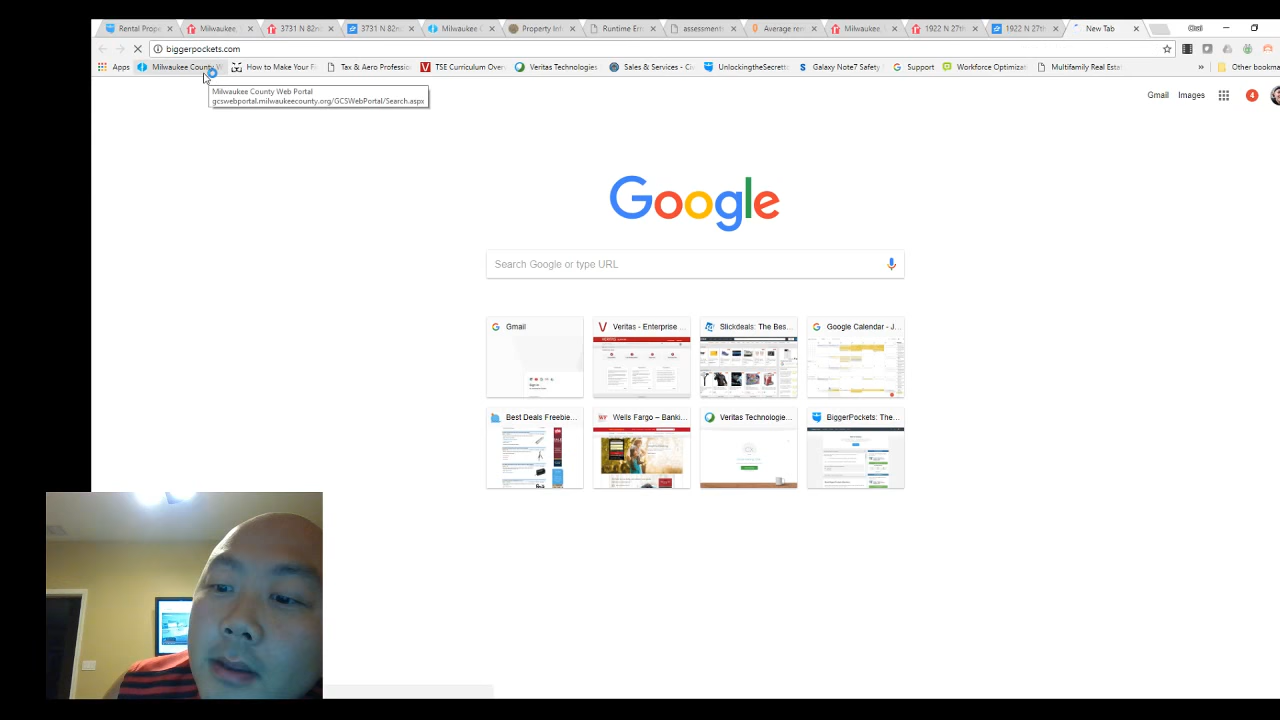 Rental Prope
Milwaukee
3731 N 82n
3731 N 82n
Milwaukee C
Property Inf
Runtime Err
assessments
Average ren
Milwaukee
1922 N 27th
1922 N 27th
New Tab
biggerpockets.com
Apps
Milwaukee County W
How to Make Your F
Tax & Aero Professio
TSE Curriculum Over
Veritas Technologies
Sales & Services - Civ
UnlockingtheSecrets
Galaxy Note7 Safety
Support
Workforce Optimizat
Multifamily Real Estat
»
Other bookma
Milwaukee County Web Portal
gcswebportal.milwaukeecounty.org/GCSWebPortal/Search.aspx
Gmail
Images
4
Google
Search Google or type URL
Gmail
Veritas - Enterprise ...
Slickdeals: The Bes...
Google Calendar - J...
Best Deals Freebie...
Wells Fargo – Banki...
Veritas Technologie...
BiggerPockets: The...